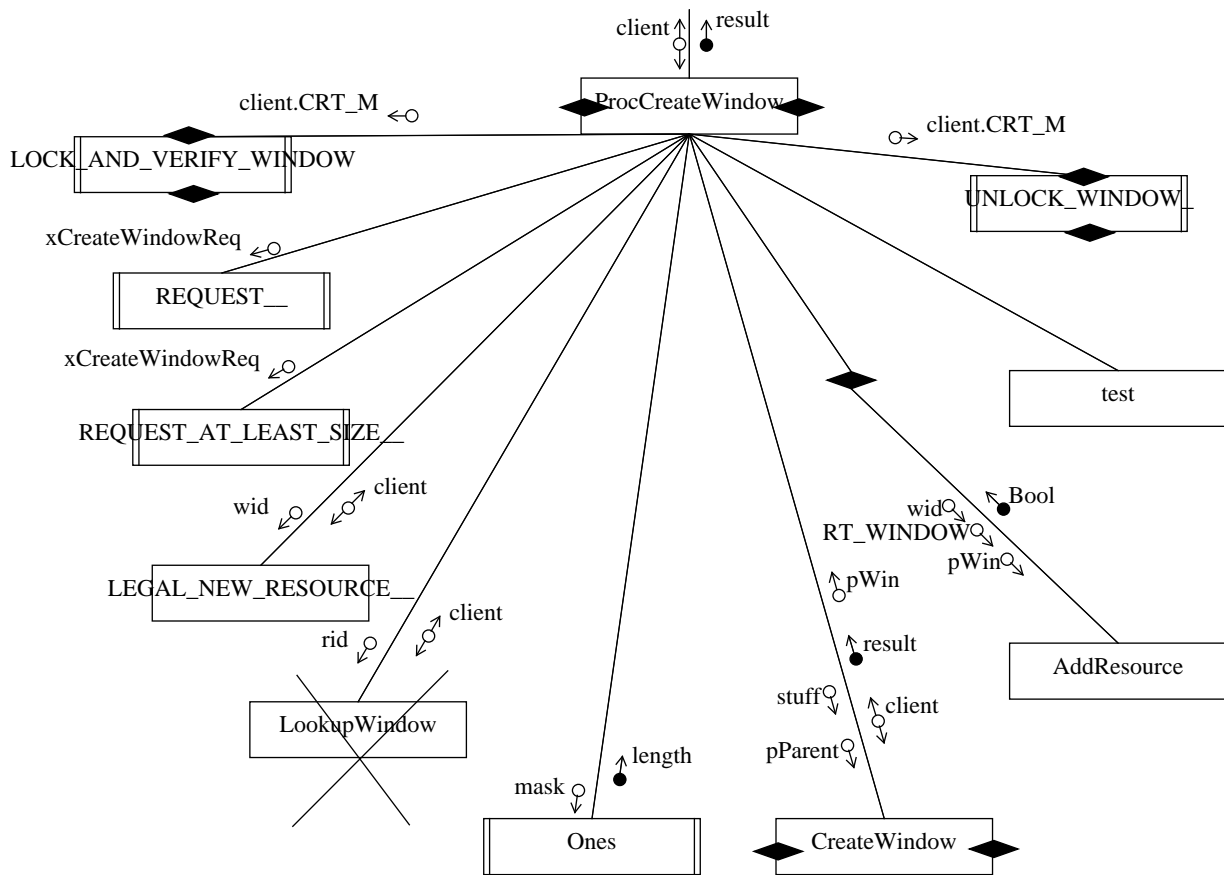 client
result
ProcCreateWindow
client.CRT_M
client.CRT_M
LOCK_AND_VERIFY_WINDOW
UNLOCK_WINDOW_
xCreateWindowReq
REQUEST__
xCreateWindowReq
test
REQUEST_AT_LEAST_SIZE__
wid
client
Bool
wid
RT_WINDOW
pWin
LEGAL_NEW_RESOURCE__
pWin
rid
client
result
AddResource
stuff
client
LookupWindow
pParent
length
mask
Ones
CreateWindow